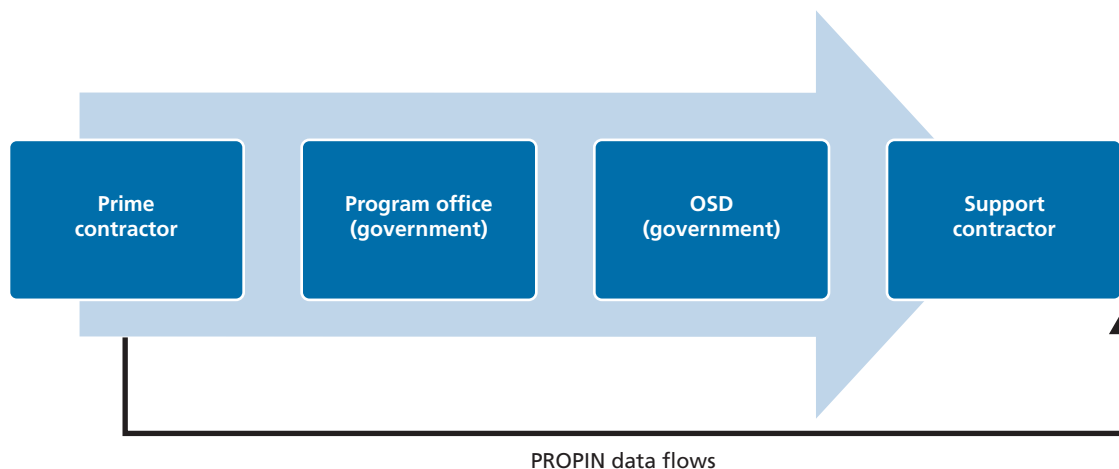 Prime
contractor
Program office
(government)
OSD
(government)
Support
contractor
PROPIN data flows